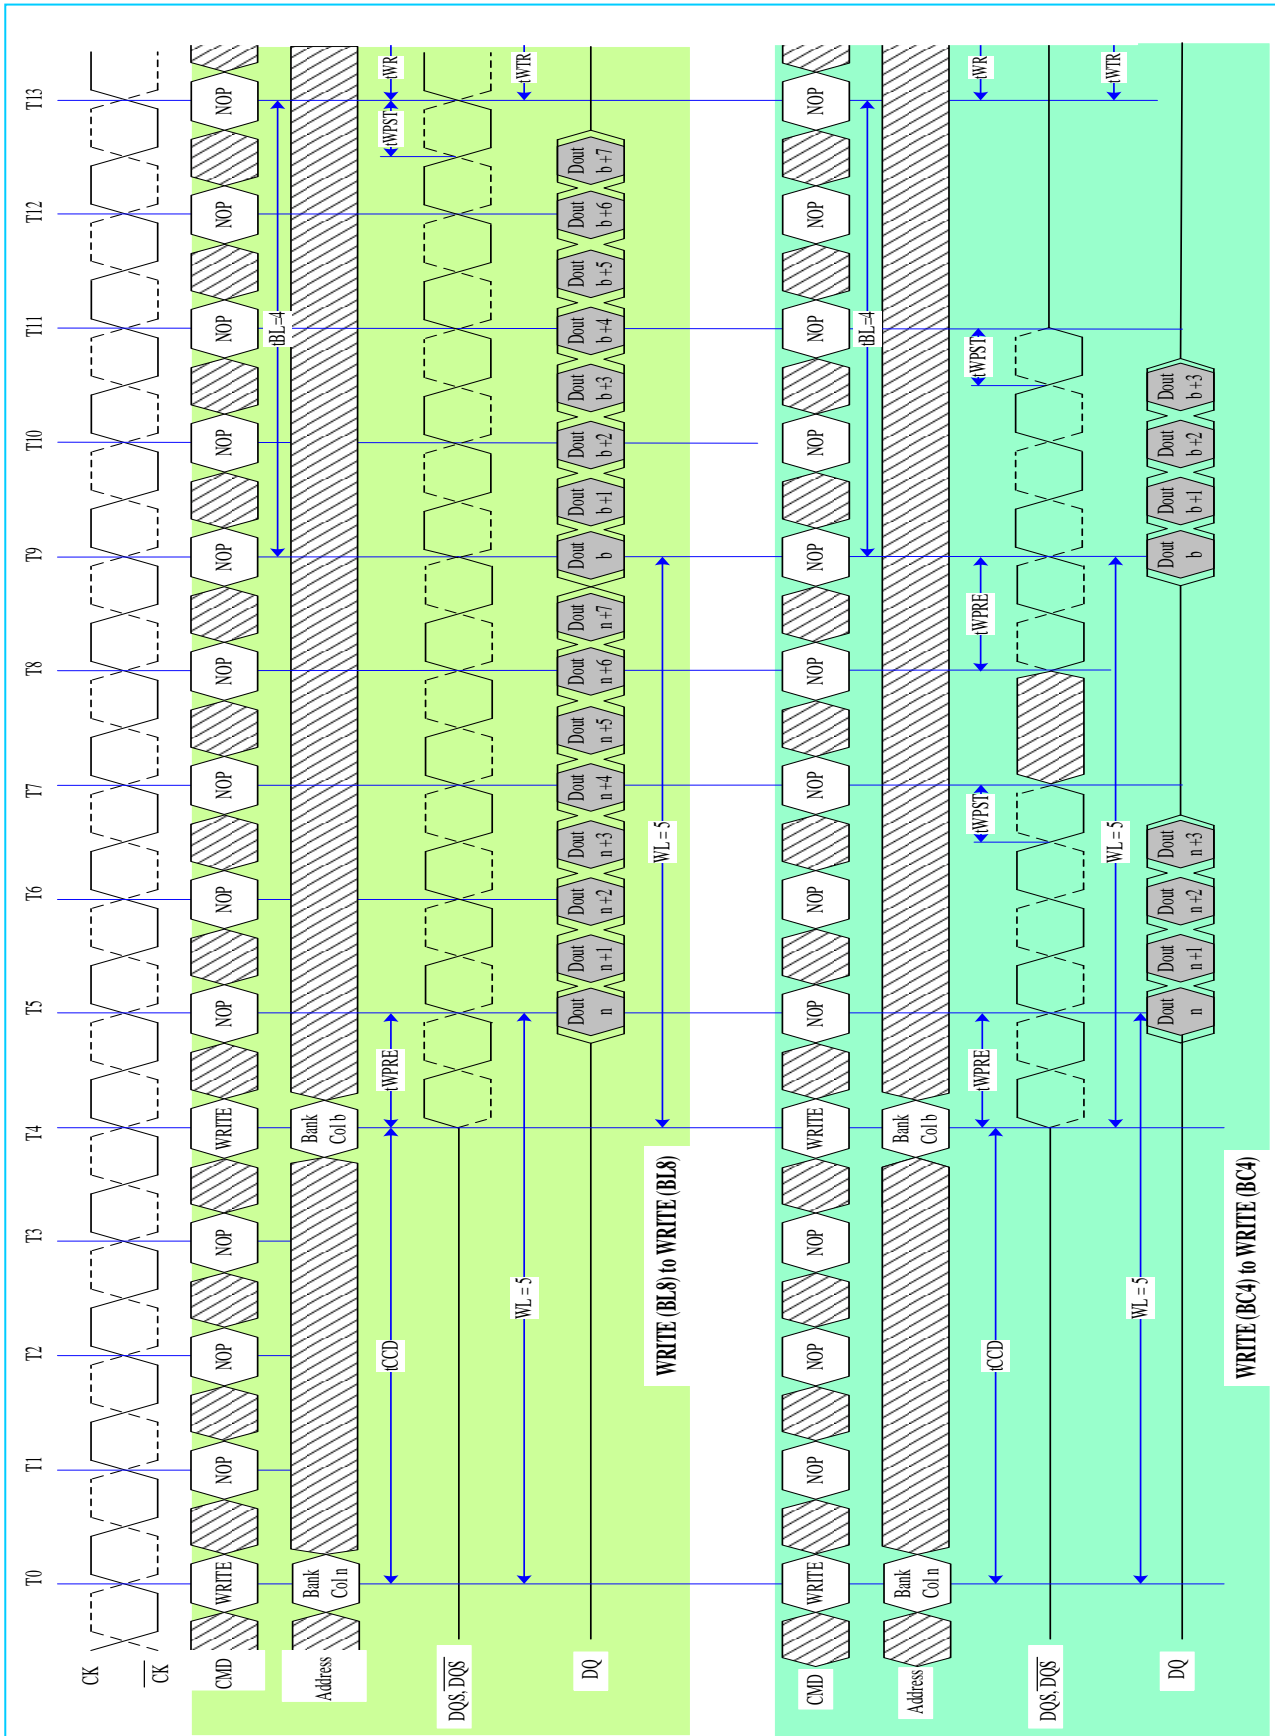 T0 T1 T2 T3 T4 T5 T6 T7 T8 T9 T10 T11 T12 T13
CK
CK
CMD WRITE NOP NOP NOP WRITE NOP NOP NOP NOP NOP NOP NOP NOP NOP
Address Bank Col n Bank Col b
tCCD tWPRE tWPST tWR
DQS, DQS
WL = 5 tWTR
tBL=4
DQ Dout n Dout n+1 Dout n+2 Dout n+3 Dout n+4 Dout n+5 Dout n+6 Dout n+7 Dout b Dout b+1 Dout b+2 Dout b+3 Dout b+4 Dout b+5 Dout b+6 Dout b+7
WL = 5
WRITE (BL8) to WRITE (BL8)
CMD WRITE NOP NOP NOP WRITE NOP NOP NOP NOP NOP NOP NOP NOP NOP
tBL=4
Address Bank Col n Bank Col b
tCCD tWPRE tWPST tWPRE tWPST tWR
DQS, DQS
WL = 5 WL = 5 tWTR
DQ Dout n Dout n+1 Dout n+2 Dout n+3 Dout b Dout b+1 Dout b+2 Dout b+3
WRITE (BC4) to WRITE (BC4)